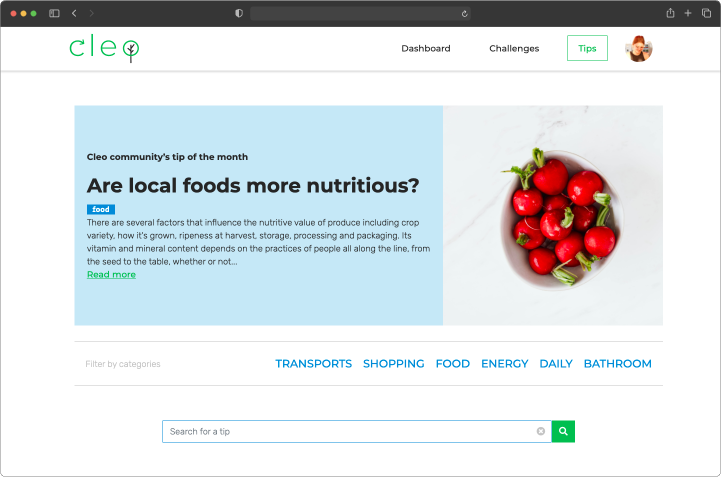 cleo
Dashboard
Challenges
Tips
Cleo community's tip of the month
Are local foods more nutritious?
food
There are several factors that influence the nutritive value of produce including crop
variety, how it's grown, ripeness at harvest, storage, processing and packaging. Its
vitamin and mineral content depends on the practices of people all along the line, from
the seed to the table, whether or not...
Read more
Filter by categories
TRANSPORTS SHOPPING FOOD ENERGY DAILY BATHROOM
Search for a tip